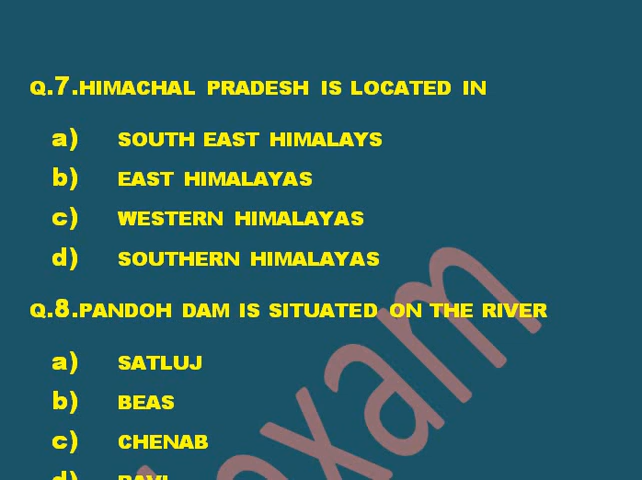 Q.7.HIMACHAL PRADESH IS LOCATED IN
a) SOUTH EAST HIMALAYS
b) EAST HIMALAYAS
c) WESTERN HIMALAYAS
d) SOUTHERN HIMALAYAS
Q.8.PANDOH DAM IS SITUATED ON THE RIVER
a) SATLUJ
b) BEAS
c) CHENAB
d) RAVI
exam